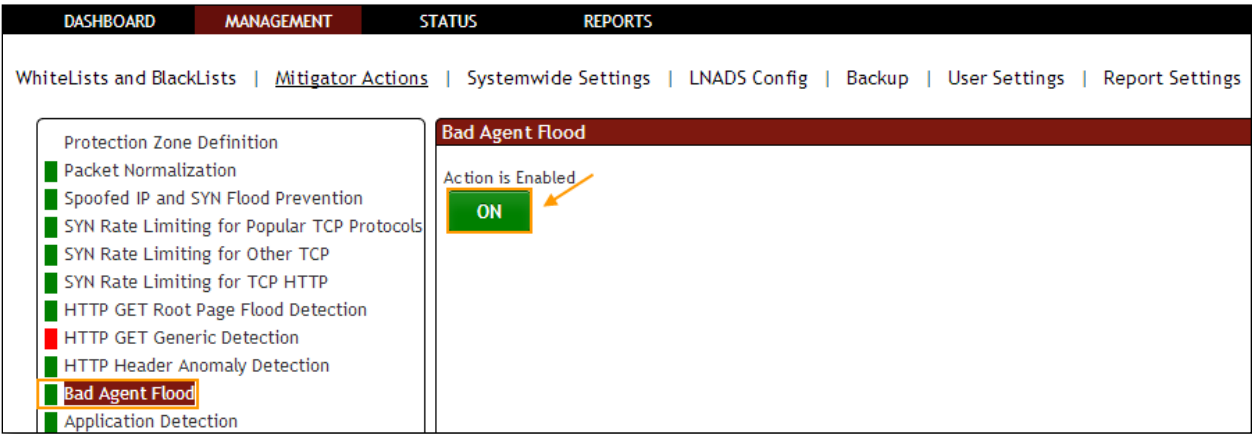 DASHBOARD MANAGEMENT STATUS REPORTS
WhiteLists and BlackLists | Mitigator Actions | Systemwide Settings | LNADS Config | Backup | User Settings | Report Settings
Protection Zone Definition
Packet Normalization
Spoofed IP and SYN Flood Prevention
SYN Rate Limiting for Popular TCP Protocols
SYN Rate Limiting for Other TCP
SYN Rate Limiting for TCP HTTP
HTTP GET Root Page Flood Detection
HTTP GET Generic Detection
HTTP Header Anomaly Detection
Bad Agent Flood
Application Detection
Bad Agent Flood
Action is Enabled
ON